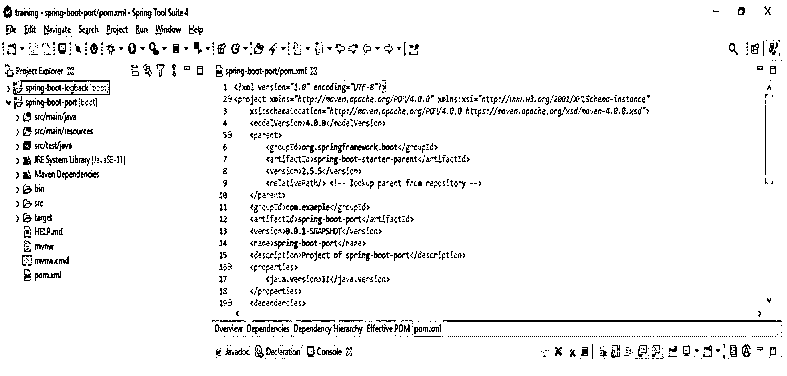 training - spring-boot-port/pom.xml - Spring Tool Suite 4
File Edit Navigate Search Project Run Window Help
Project Explorer
spring-boot-logback [boot]
spring-boot-port [boot]
src/main/java
src/main/resources
src/test/java
JRE System Library [JavaSE-11]
Maven Dependencies
bin
src
target
HELP.md
mvnw
mvnw.cmd
pom.xml
spring-boot-port/pom.xml
1 <?xml version="1.0" encoding="UTF-8"?>
2 <project xmlns="http://maven.apache.org/POM/4.0.0" xmlns:xsi="http://www.w3.org/2001/XMLSchema-instance"
3 xsi:schemaLocation="http://maven.apache.org/POM/4.0.0 https://maven.apache.org/xsd/maven-4.0.0.xsd">
4 <modelVersion>4.0.0</modelVersion>
5 <parent>
6 <groupId>org.springframework.boot</groupId>
7 <artifactId>spring-boot-starter-parent</artifactId>
8 <version>2.5.5</version>
9 <relativePath/> <!-- lookup parent from repository -->
10 </parent>
11 <groupId>com.example</groupId>
12 <artifactId>spring-boot-port</artifactId>
13 <version>0.0.1-SNAPSHOT</version>
14 <name>spring-boot-port</name>
15 <description>Project of spring-boot-port</description>
16 <properties>
17 <java.version>11</java.version>
18 </properties>
19 <dependencies>
Overview Dependencies Dependency Hierarchy Effective POM pom.xml
Javadoc Declaration Console